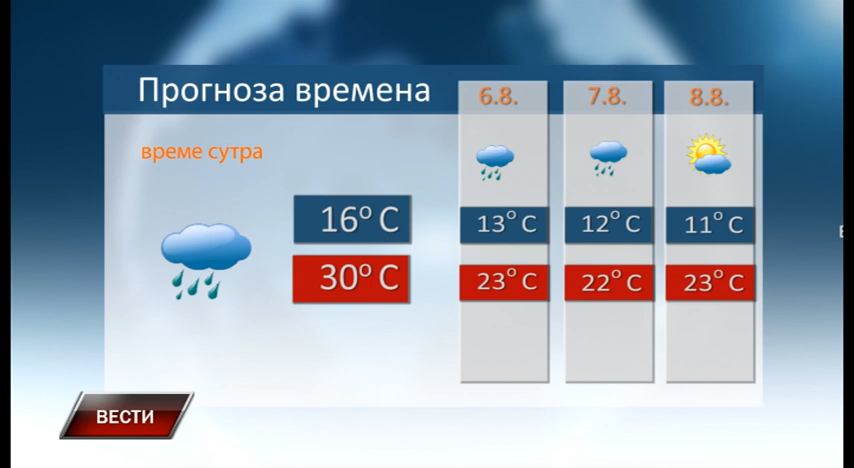 Прогноза времена
време сутра
16° C
30° C
6.8.
13° C
23° C
7.8.
12° C
22° C
8.8.
11° C
23° C
ВЕСТИ